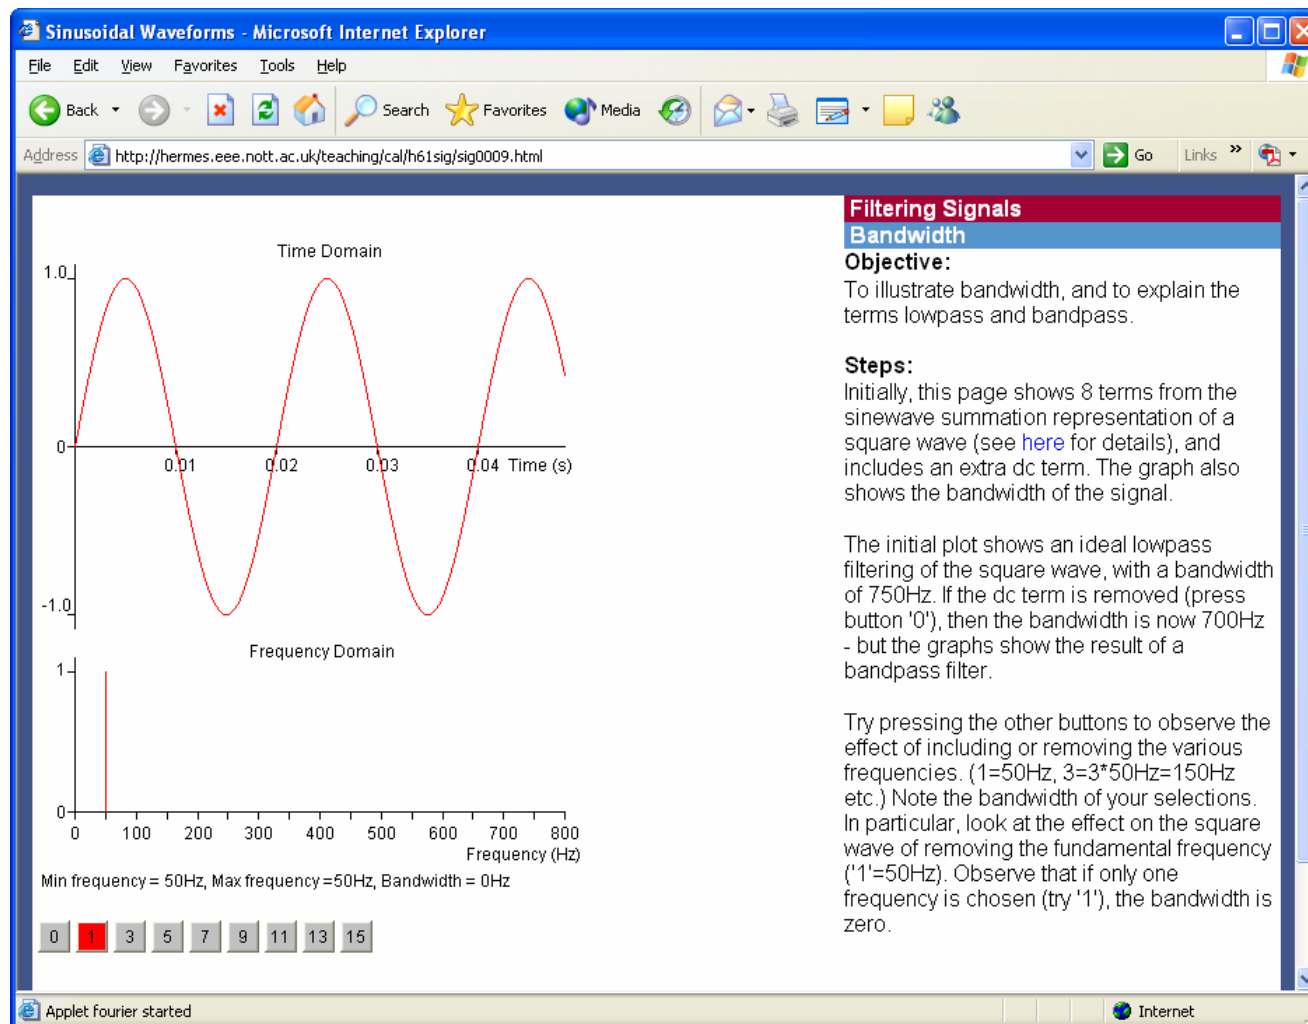 Sinusoidal Waveforms - Microsoft Internet Explorer
File Edit View Favorites Tools Help
Back Search Favorites Media
Address http://hermes.eee.nott.ac.uk/teaching/cal/h61sig/sig0009.html Go Links »
Time Domain
1.0
0
0.01 0.02 0.03 0.04 Time (s)
-1.0
Frequency Domain
1
0
0 100 200 300 400 500 600 700 800
Frequency (Hz)
Min frequency = 50Hz, Max frequency =50Hz, Bandwidth = 0Hz
0 1 3 5 7 9 11 13 15
Filtering Signals
Bandwidth
Objective:
To illustrate bandwidth, and to explain the
terms lowpass and bandpass.
Steps:
Initially, this page shows 8 terms from the
sinewave summation representation of a
square wave (see here for details), and
includes an extra dc term. The graph also
shows the bandwidth of the signal.
The initial plot shows an ideal lowpass
filtering of the square wave, with a bandwidth
of 750Hz. If the dc term is removed (press
button '0'), then the bandwidth is now 700Hz
- but the graphs show the result of a
bandpass filter.
Try pressing the other buttons to observe the
effect of including or removing the various
frequencies. (1=50Hz, 3=3*50Hz=150Hz
etc.) Note the bandwidth of your selections.
In particular, look at the effect on the square
wave of removing the fundamental frequency
('1'=50Hz). Observe that if only one
frequency is chosen (try '1'), the bandwidth is
zero.
Applet fourier started Internet